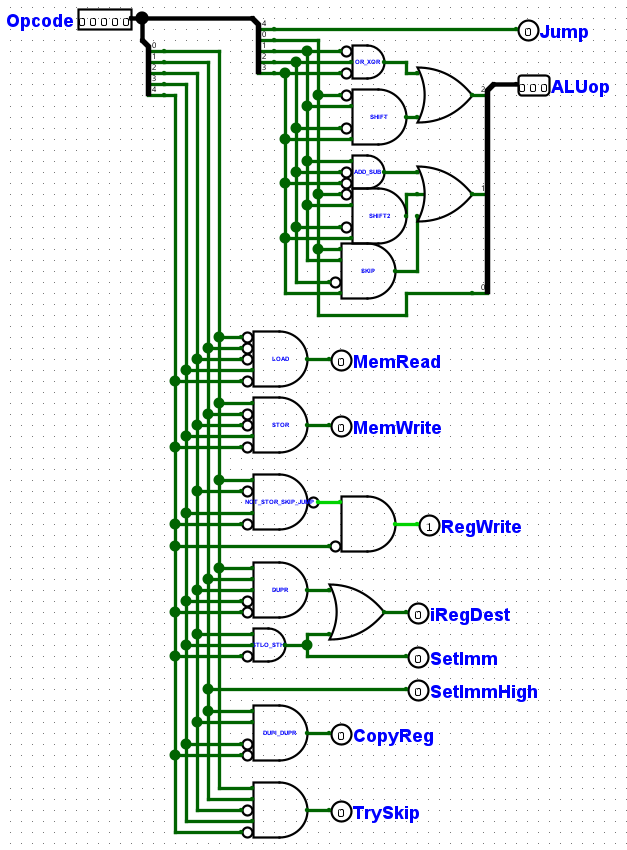 Opcode
0 0 0 0 0
4
0
1
2
3
0
1
2
3
4
0
Jump
OR_XOR
SHIFT
2
0 0 0
ALUop
ADD_SUB
1
SHIFT2
SKIP
0
LOAD
0
MemRead
STOR
0
MemWrite
NOT_STOR_SKIP_JUMP
1
RegWrite
DUPR
0
iRegDest
0
SetImm
0
SetImmHigh
DUPI_DUPR
0
CopyReg
0
TrySkip